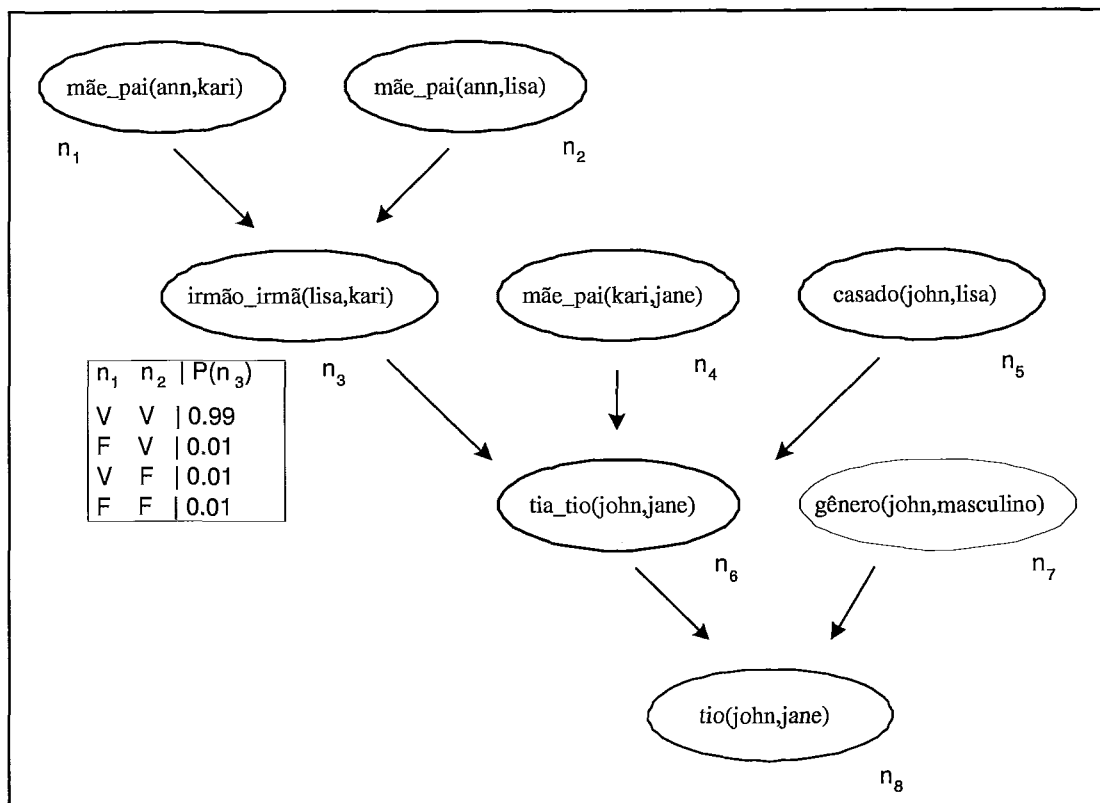 mãe_pai(ann,kari)
mãe_pai(ann,lisa)
n1
n2
irmão_irmã(lisa,kari)
mãe_pai(kari,jane)
casado(john,lisa)
n3
n4
n5
n1 n2 | P(n3)
V V | 0.99
F V | 0.01
V F | 0.01
F F | 0.01
tia_tio(john,jane)
gênero(john,masculino)
n6
n7
tio(john,jane)
n8